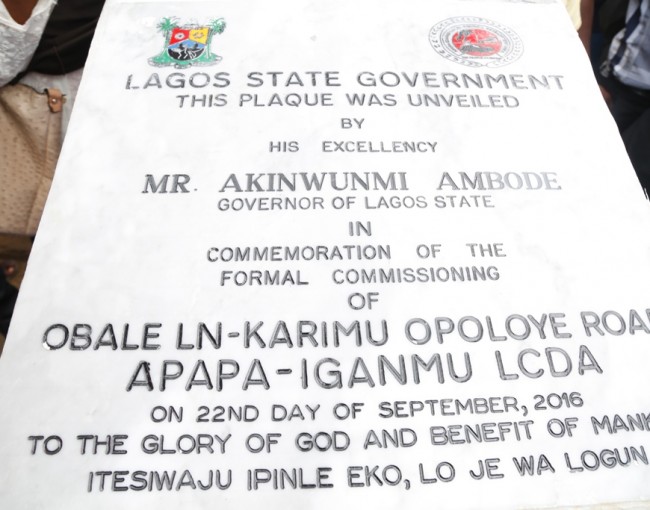 LAGOS STATE GOVERNMENT
THIS PLAQUE WAS UNVEILED
BY
HIS EXCELLENCY
MR. AKINWUNMI AMBODE
GOVERNOR OF LAGOS STATE
IN
COMMEMORATION OF THE
FORMAL COMMISSIONING
OF
OBALE LN-KARIMU OPOLOYE ROA
APAPA-IGANMU LCDA
ON 22ND DAY OF SEPTEMBER, 2016
TO THE GLORY OF GOD AND BENEFIT OF MANK
ITESIWAJU IPINLE EKO, LO JE WA LOGUN